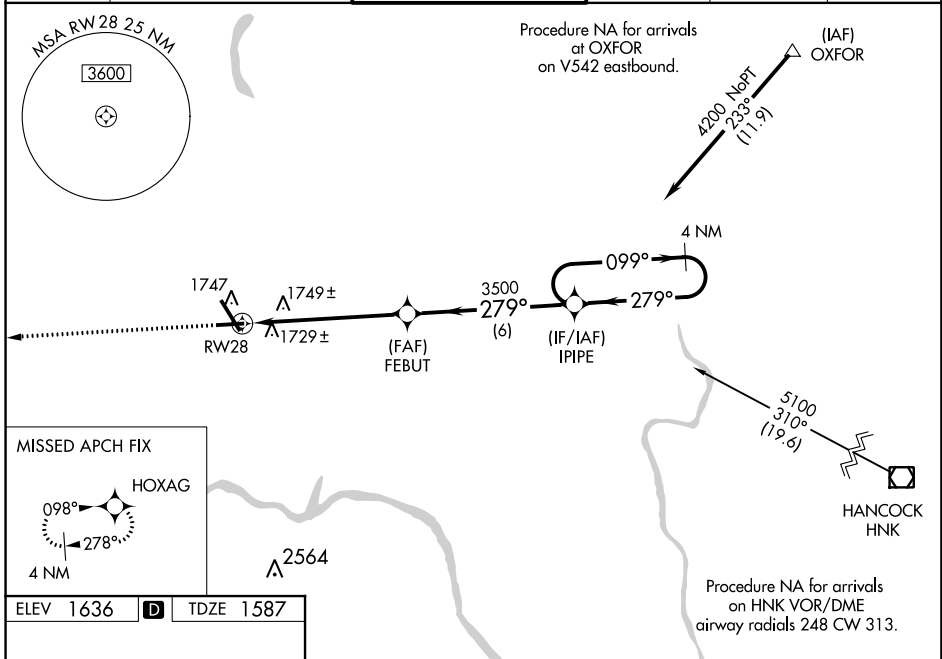 MSA RW 28 25 NM
3600
Procedure NA for arrivals
at OXFOR
on V542 eastbound.
(IAF)
OXFOR
4200 NoPT
233°
(11.9)
4 NM
099°
279°
3500
279°
(6)
1747
1749±
1729±
RW28
(FAF)
FEBUT
(IF/IAF)
IPIPE
5100
310°
(19.6)
HANCOCK
HNK
MISSED APCH FIX
HOXAG
098°
278°
4 NM
2564
Procedure NA for arrivals
on HNK VOR/DME
airway radials 248 CW 313.
ELEV 1636 D TDZE 1587